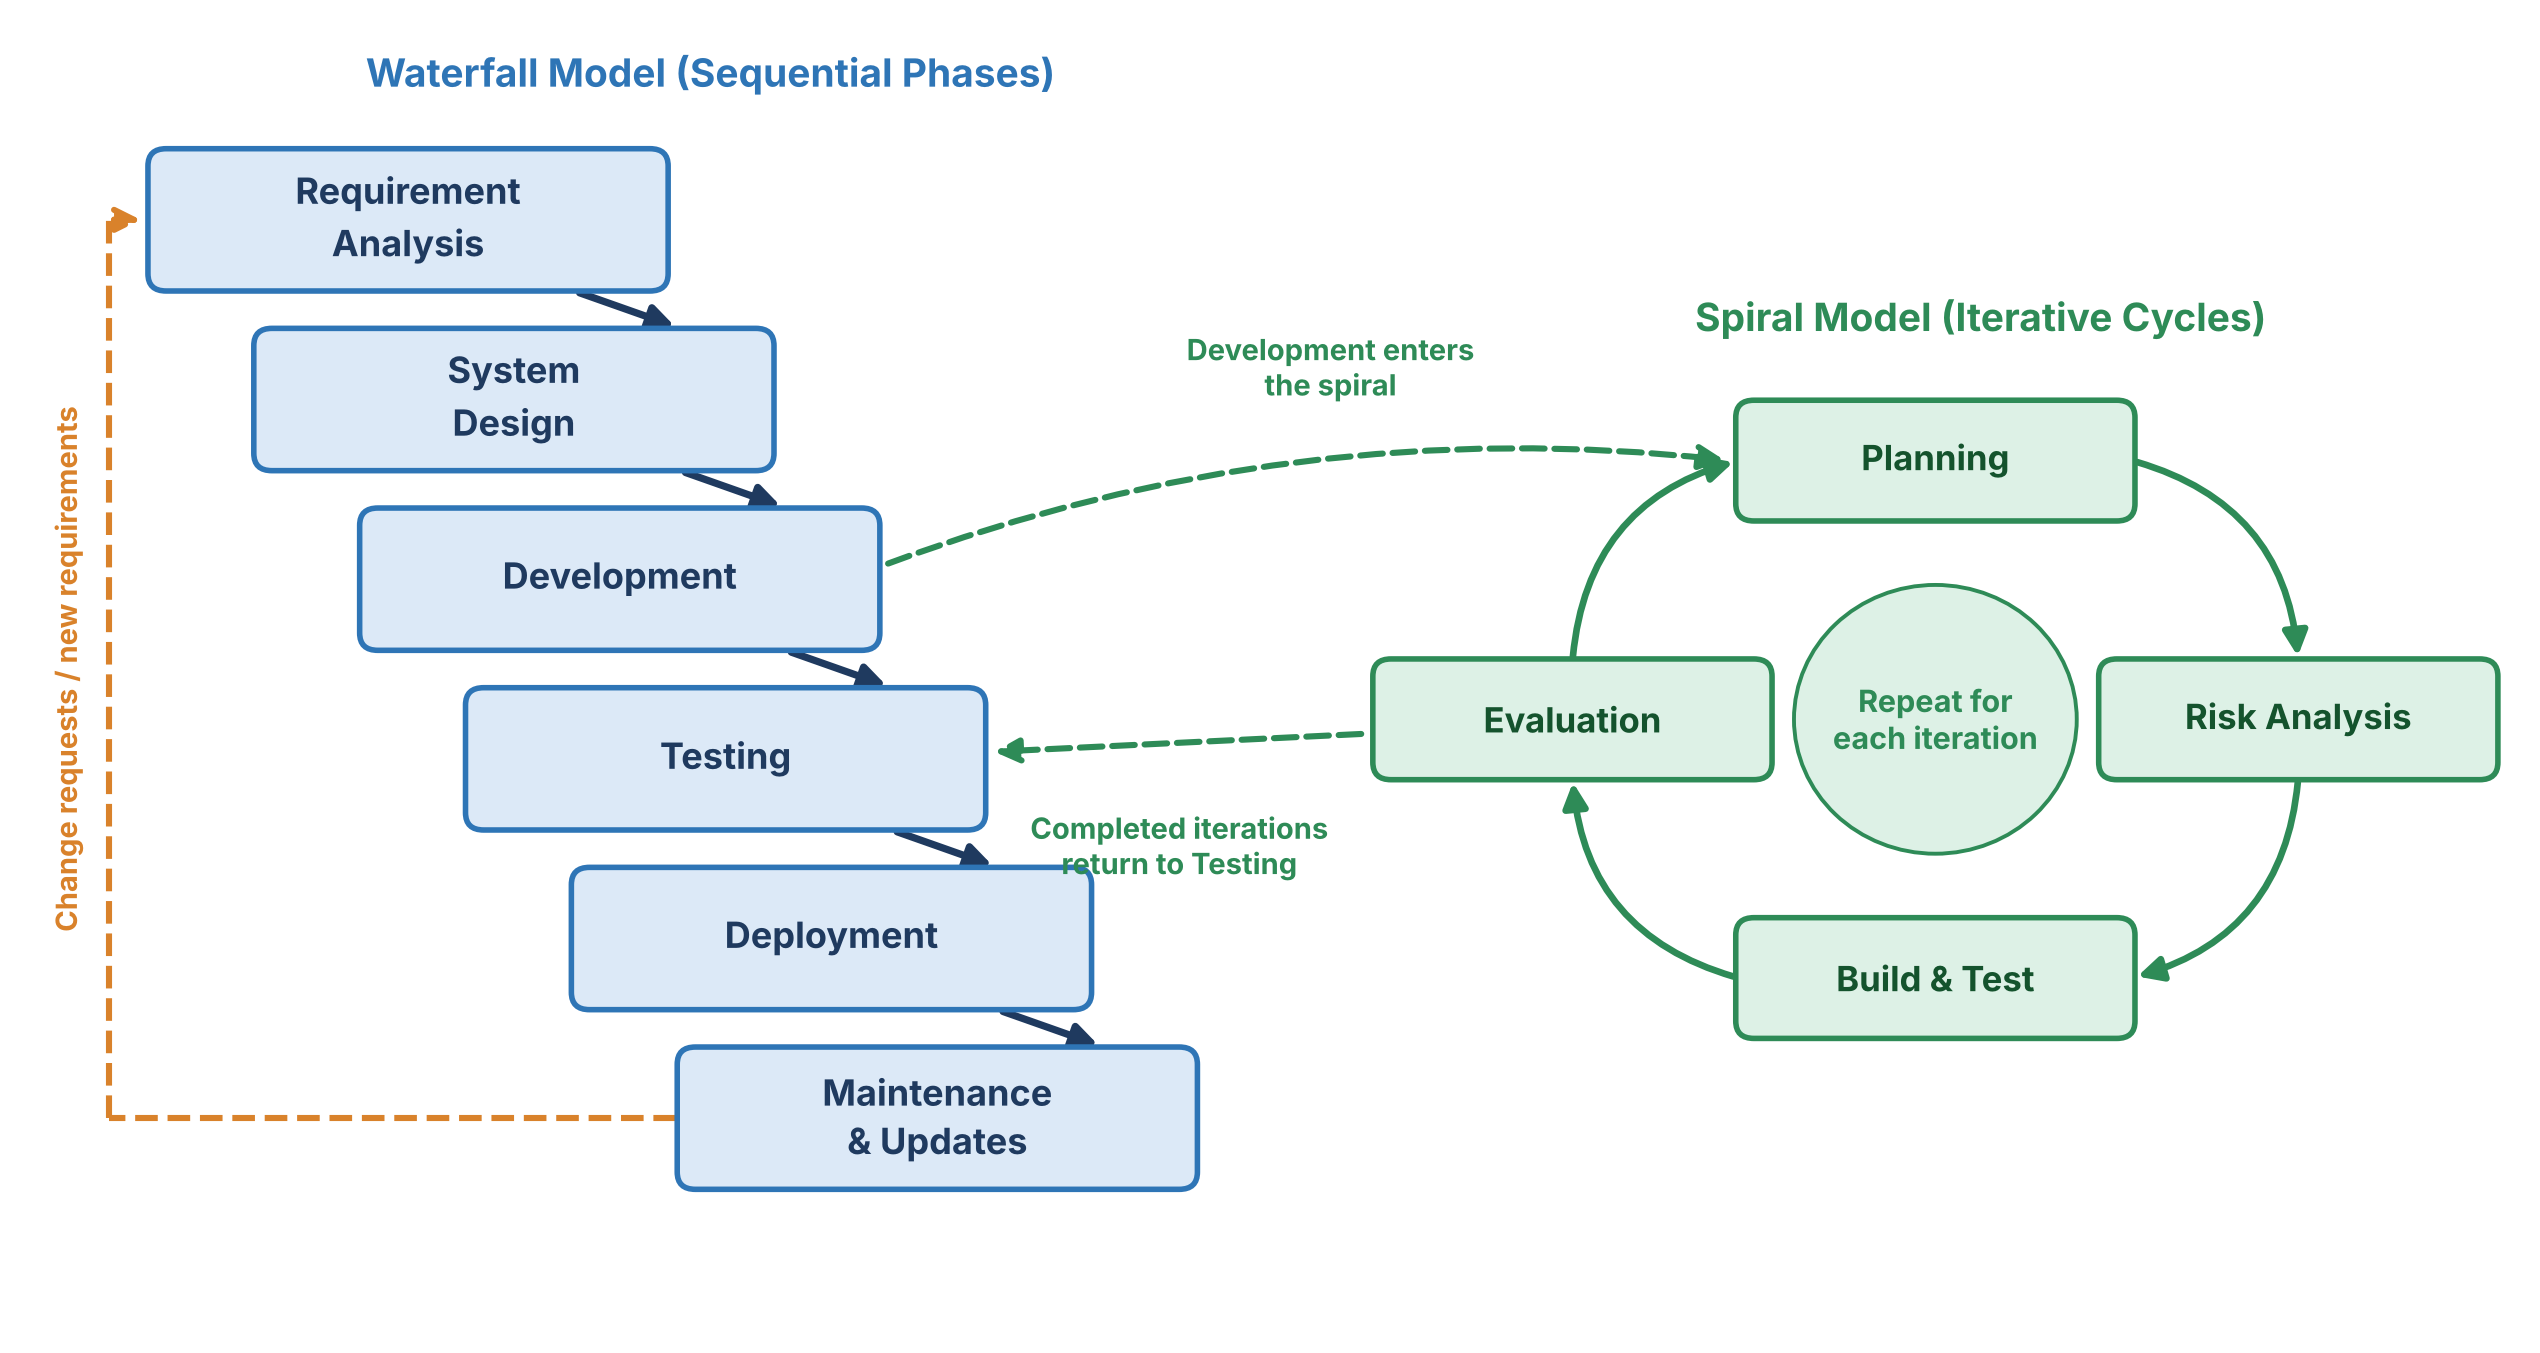 Waterfall Model (Sequential Phases)
Requirement
Analysis
System
Design
Development
Testing
Deployment
Maintenance
& Updates
Change requests / new requirements
Development enters
the spiral
Completed iterations
return to Testing
Spiral Model (Iterative Cycles)
Planning
Risk Analysis
Build & Test
Evaluation
Repeat for
each iteration